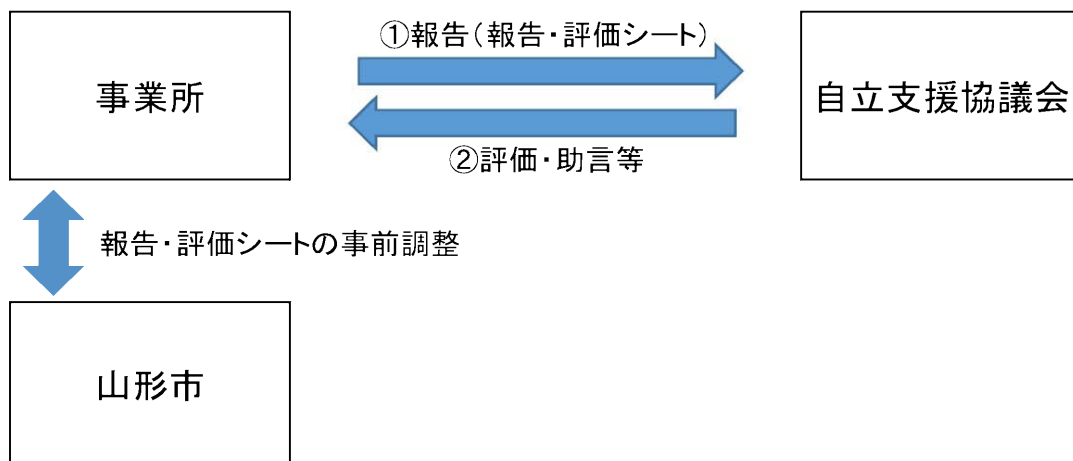 ①報告(報告・評価シート)
事業所
自立支援協議会
②評価・助言等
報告・評価シートの事前調整
山形市